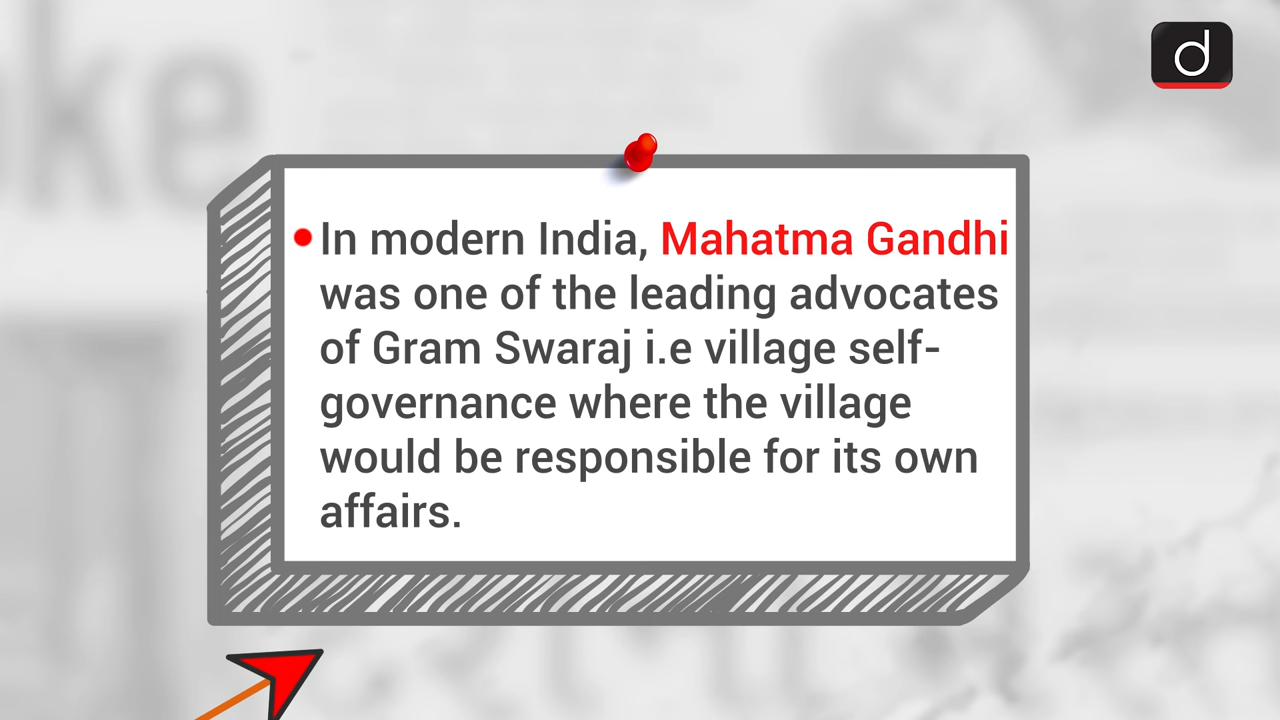 d
• In modern India, Mahatma Gandhi
was one of the leading advocates
of Gram Swaraj i.e village self-
governance where the village
would be responsible for its own
affairs.
ke